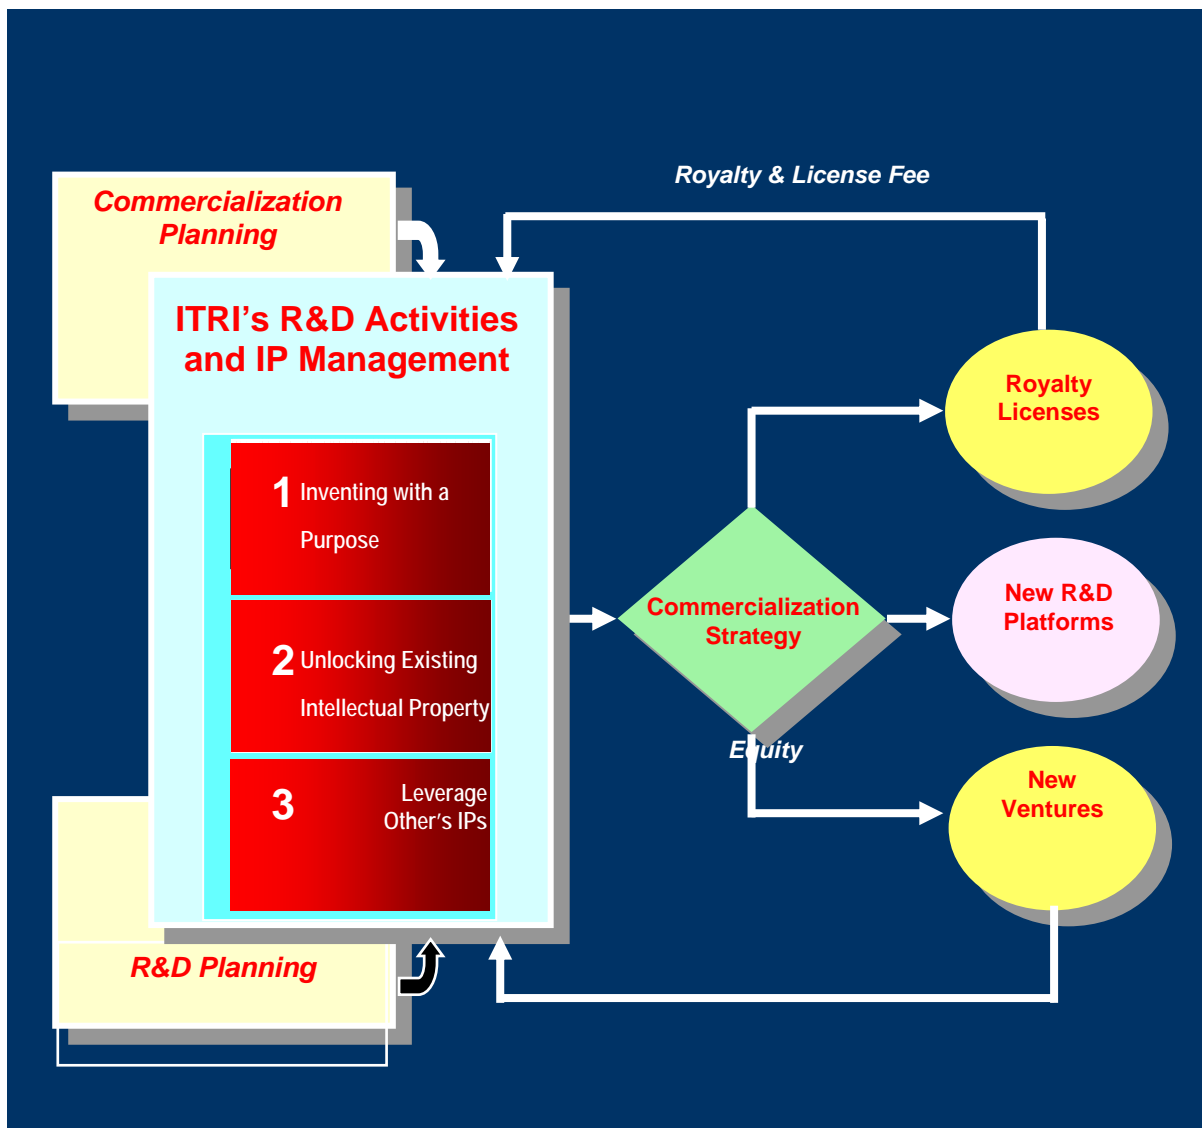 Royalty & License Fee
Commercialization
Planning
ITRI’s R&D Activities
and IP Management
1 Inventing with a
Purpose
2 Unlocking Existing
Intellectual Property
3 Leverage
Other’s IPs
R&D Planning
Commercialization
Strategy
Equity
Royalty
Licenses
New R&D
Platforms
New
Ventures